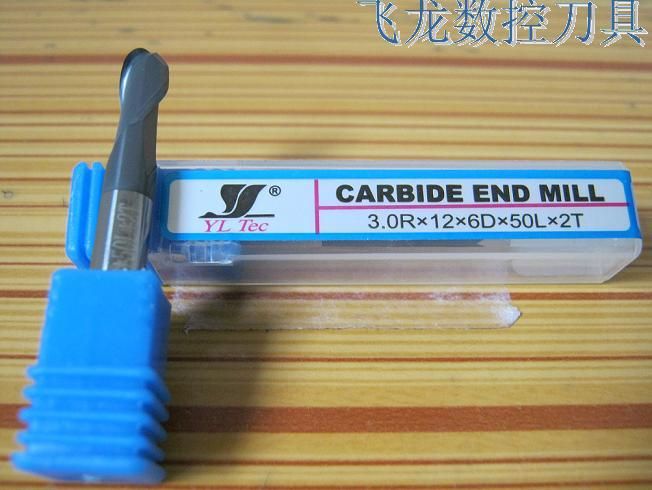 飞龙数控刀具
®
YL Tec
CARBIDE END MILL
3.0R×12×6D×50L×2T